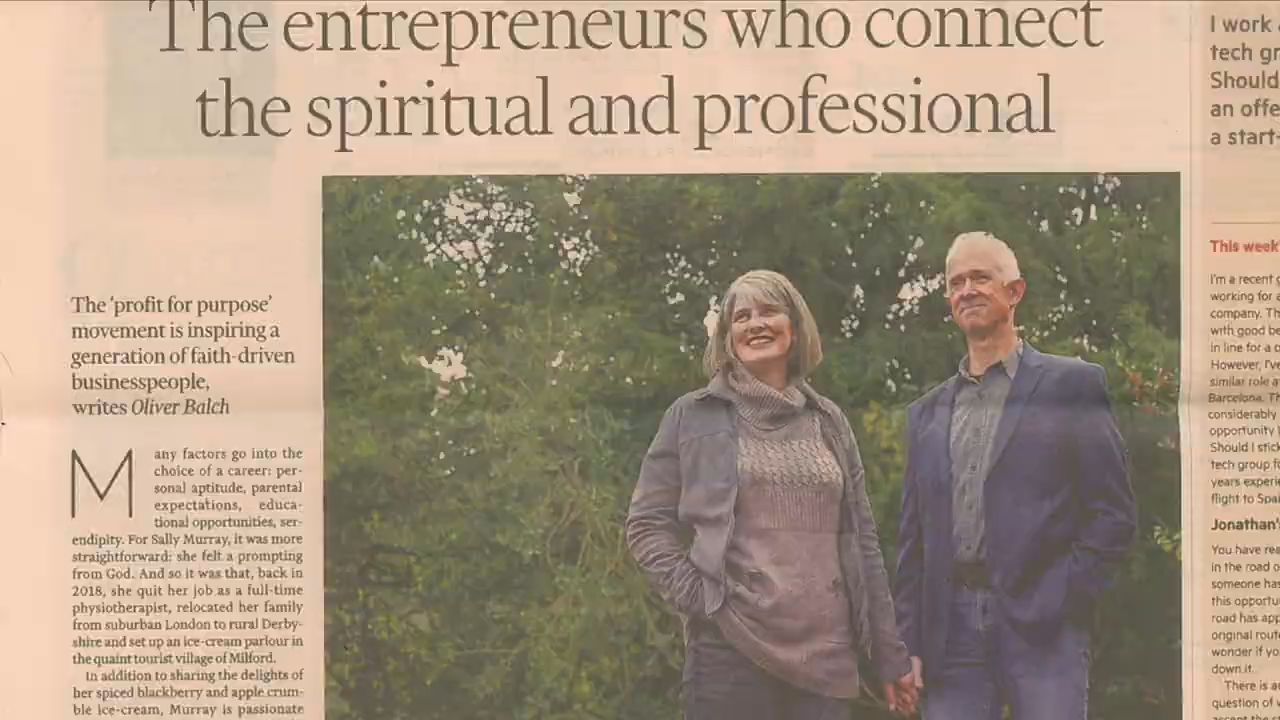 The entrepreneurs who connect
the spiritual and professional
The 'profit for purpose'
movement is inspiring a
generation of faith-driven
businesspeople,
writes Oliver Balch
Many factors go into the
choice of a career: per-
sonal aptitude, parental
expectations, educa-
tional opportunities, ser-
endipity. For Sally Murray, it was more
straightforward: she felt a prompting
from God. And so it was that, back in
2018, she quit her job as a full-time
physiotherapist, relocated her family
from suburban London to rural Derby-
shire and set up an ice-cream parlour in
the quaint tourist village of Milford.
In addition to sharing the delights of
her spiced blackberry and apple crum-
ble ice-cream, Murray is passionate
I work
tech gr
Should
an offe
a start-
This week'
I'm a recent
working for
company. Th
with good be
in line for a
However, I've
similar role a
Barcelona. Th
considerably
opportunity
Should I stick
tech group fo
years experie
flight to Spa
Jonathan's
You have rea
in the road o
someone has
this opportu
road has app
original rout
wonder if yo
down it.
There is a
question of